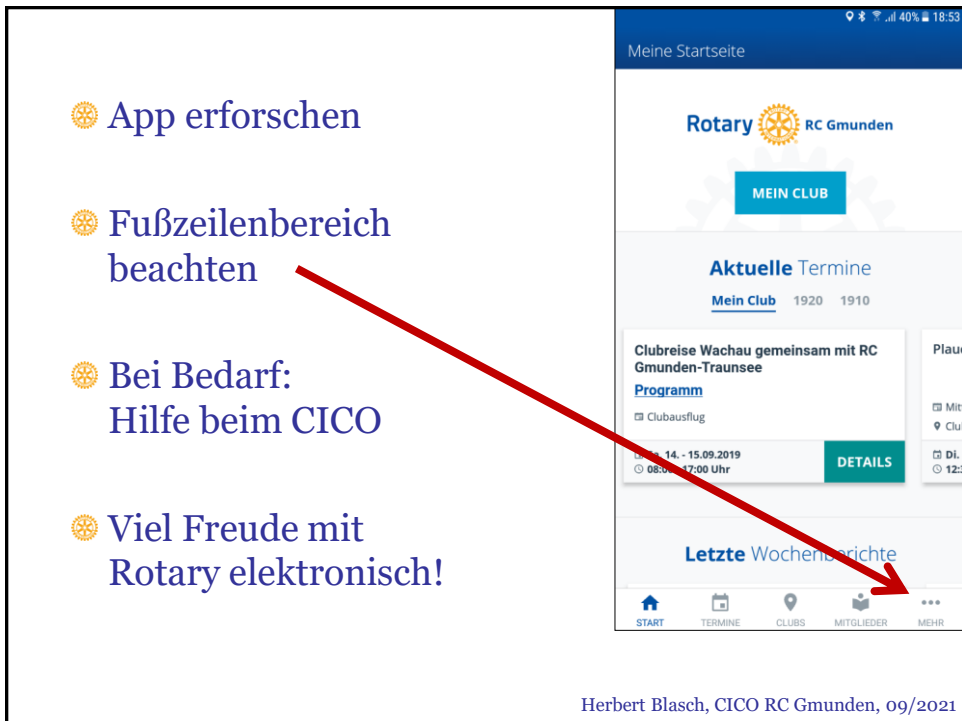 App erforschen
Fußzeilenbereich
beachten
Bei Bedarf:
Hilfe beim CICO
Viel Freude mit
Rotary elektronisch!
40% 18:53
Meine Startseite
Rotary RC Gmunden
MEIN CLUB
Aktuelle Termine
Mein Club 1920 1910
Clubreise Wachau gemeinsam mit RC
Gmunden-Traunsee
Programm
Clubausflug
14. - 15.09.2019
17:00 Uhr
DETAILS
Di.
Letzte Wochenberichte
START TERMINE CLUBS MITGLIEDER MEHR
Herbert Blasch, CICO RC Gmunden, 09/2021